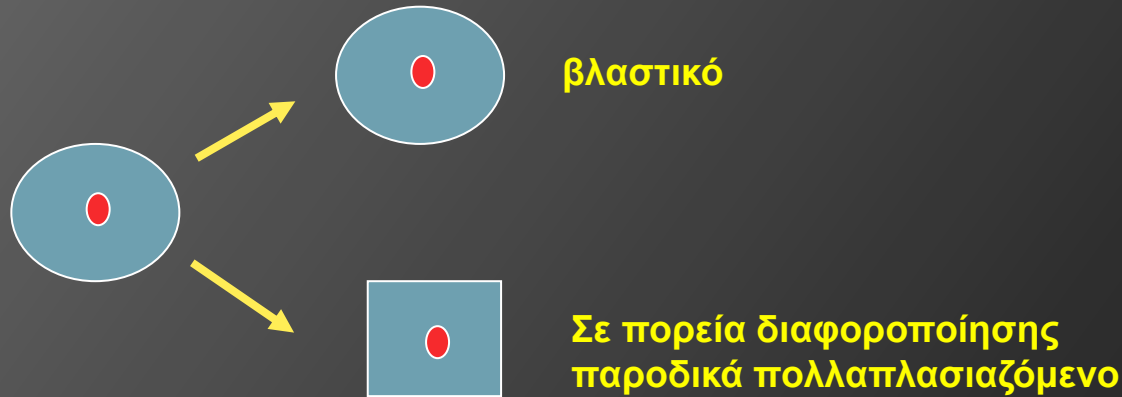 βλαστικό
Σε πορεία διαφοροποίησης
παροδικά πολλαπλασιαζόμενο